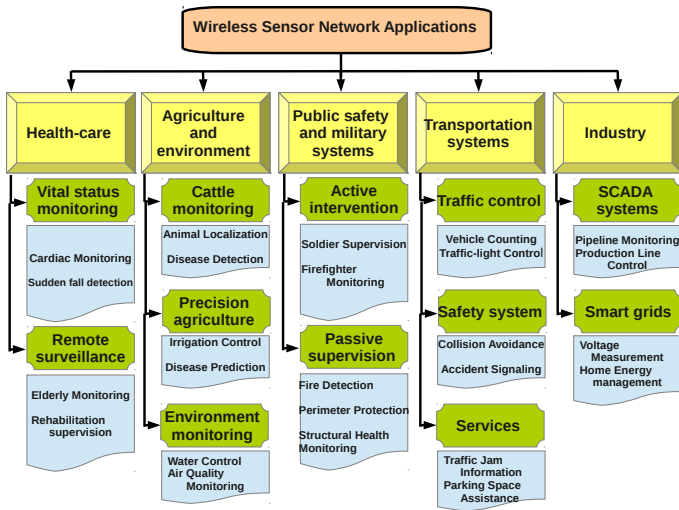 Wireless Sensor Network Applications
Health-care
Vital status
monitoring
Cardiac Monitoring
Sudden fall detection
Remote
surveillance
Elderly Monitoring
Rehabilitation
supervision
Agriculture
and
environment
Cattle
monitoring
Animal Localization
Disease Detection
Precision
agriculture
Irrigation Control
Disease Prediction
Environment
monitoring
Water Control
Air Quality
Monitoring
Public safety
and military
systems
Active
intervention
Soldier Supervision
Firefighter
Monitoring
Passive
supervision
Fire Detection
Perimeter Protection
Structural Health
Monitoring
Transportation
systems
Traffic control
Vehicle Counting
Traffic-light Control
Safety system
Collision Avoidance
Accident Signaling
Services
Traffic Jam
Information
Parking Space
Assistance
Industry
SCADA
systems
Pipeline Monitoring
Production Line
Control
Smart grids
Voltage
Measurement
Home Energy
management